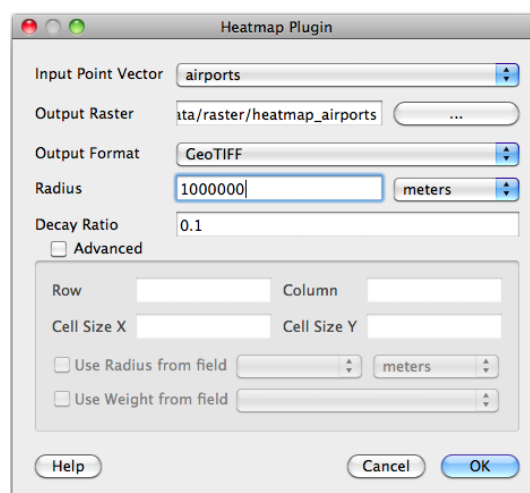 Heatmap Plugin
Input Point Vector airports
Output Raster ata/raster/heatmap_airports ...
Output Format GeoTIFF
Radius 1000000 meters
Decay Ratio 0.1
Advanced
Row Column
Cell Size X Cell Size Y
Use Radius from field meters
Use Weight from field
Help Cancel OK